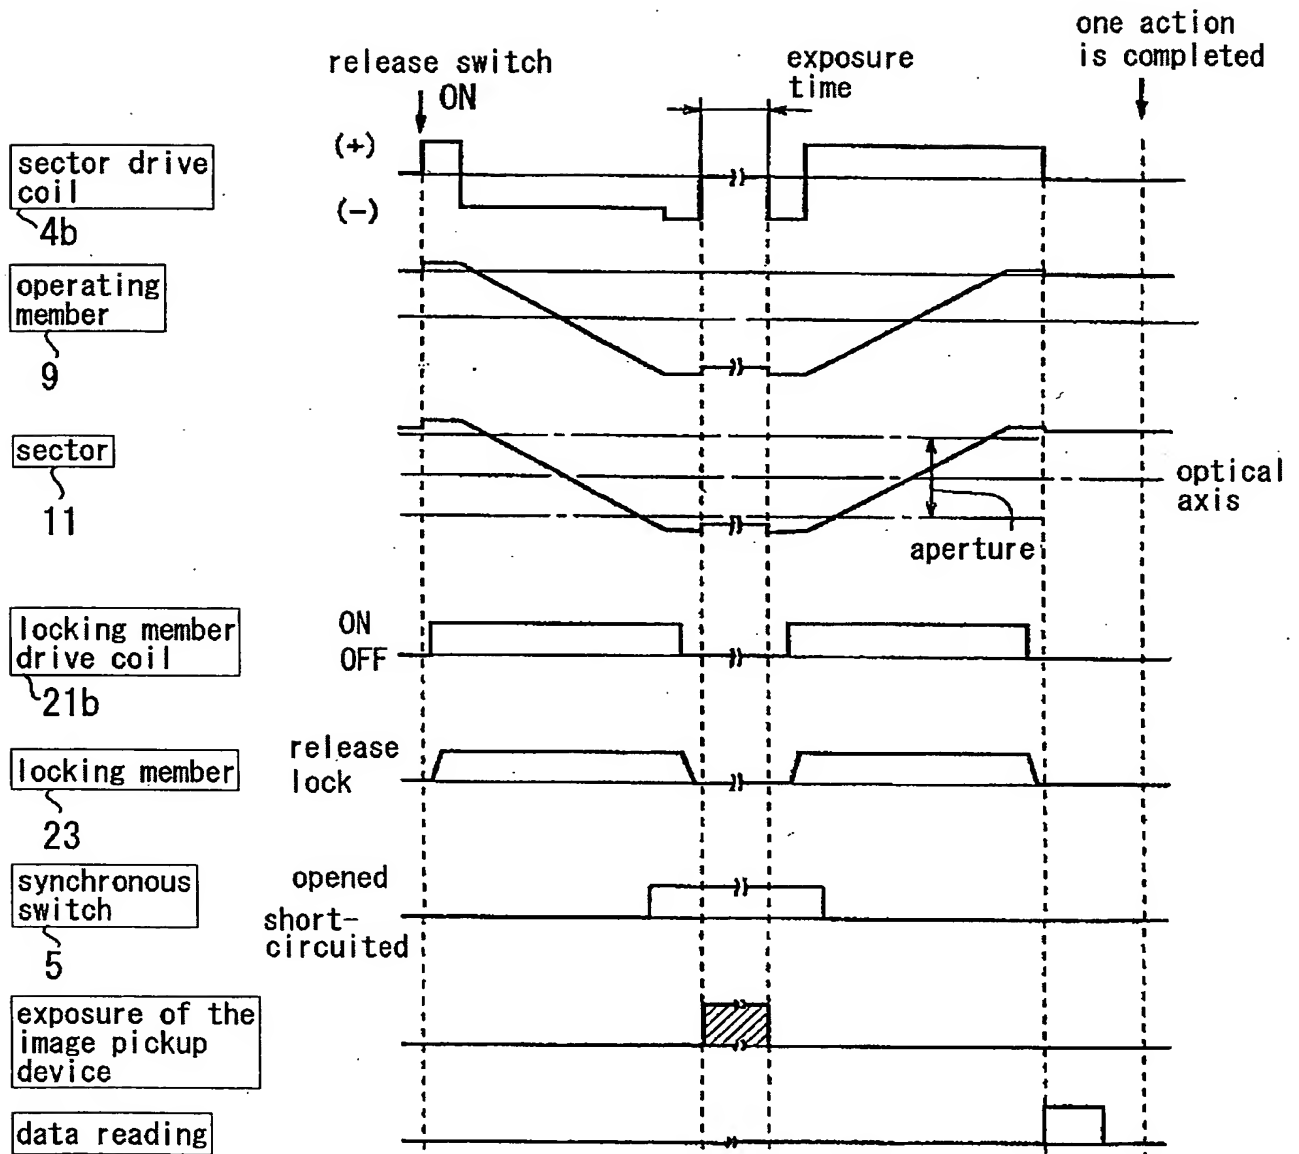 one action
is completed
release switch
ON
exposure
time
sector drive
coil
4b
(+)
(-)
operating
member
9
sector
11
optical
axis
aperture
locking member
drive coil
21b
ON
OFF
locking member
23
release
lock
synchronous
switch
5
opened
short-
circuited
exposure of the
image pickup
device
data reading